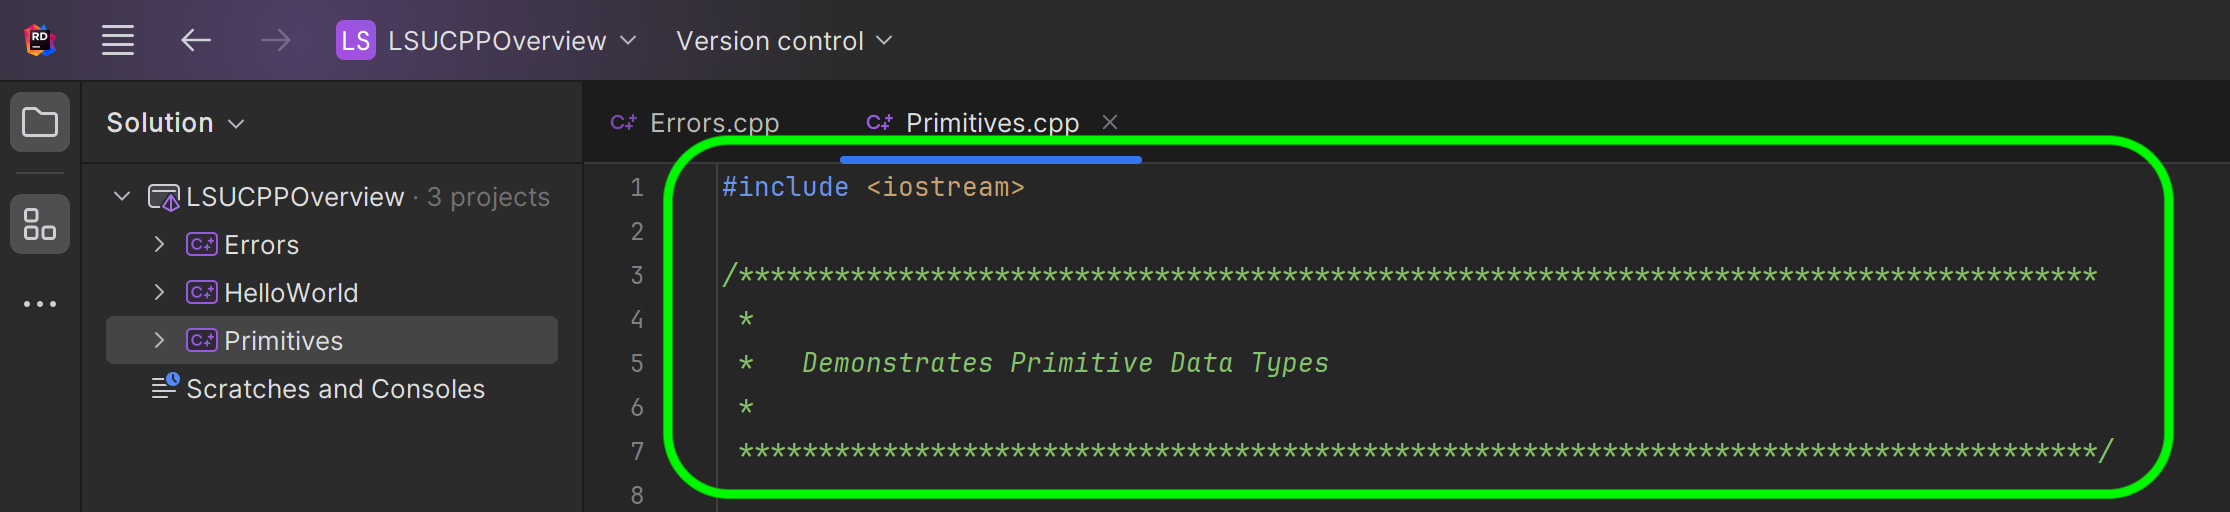 RD LS LSUCPPOverview Version control
Solution
C++ Errors.cpp C++ Primitives.cpp
LSUCPPOverview · 3 projects
C++ Errors
C++ HelloWorld
C++ Primitives
Scratches and Consoles
1 #include <iostream>
2
3 /*************************************************************************************
4 *
5 * Demonstrates Primitive Data Types
6 *
7 *************************************************************************************/
8